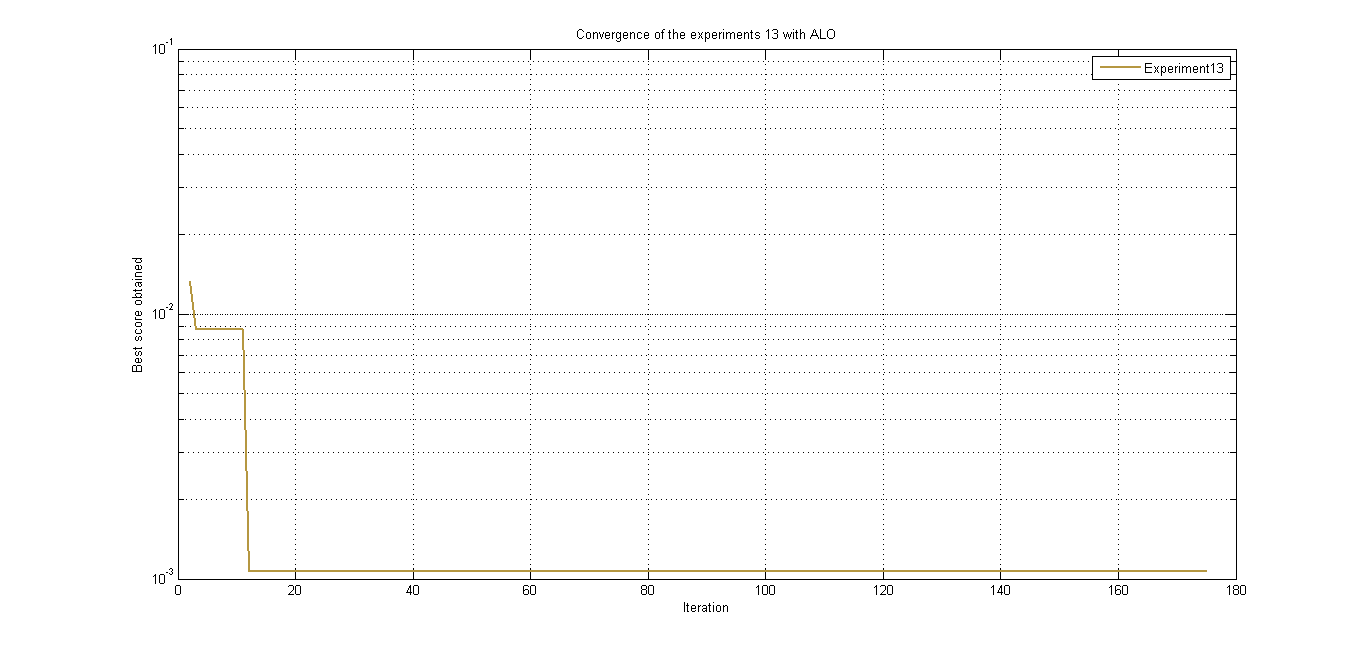 Convergence of the experiments 13 with ALO
10-1
Experiment13
Best score obtained
10-2
10-3
0 20 40 60 80 100 120 140 160 180
Iteration